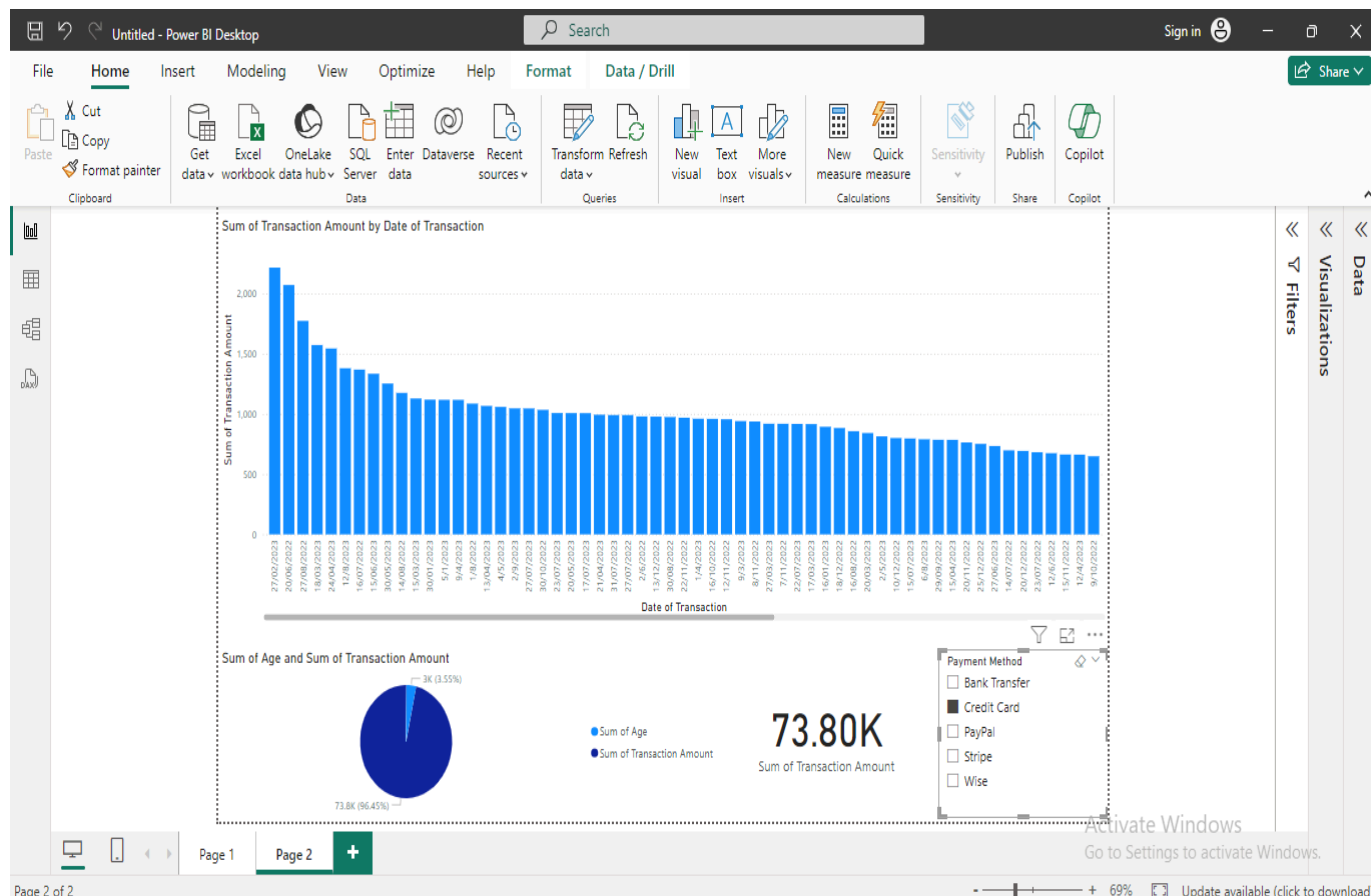 Untitled - Power BI Desktop
Search
Sign in
File Home Insert Modeling View Optimize Help Format Data / Drill
Share
Paste
Cut
Copy
Format painter
Clipboard
Get data
Excel workbook
OneLake data hub
SQL Server
Enter data
Dataverse
Recent sources
Data
Transform data
Refresh
Queries
New visual
Text box
More visuals
Insert
New measure
Quick measure
Calculations
Sensitivity
Sensitivity
Publish
Share
Copilot
Copilot
DAX
Sum of Transaction Amount by Date of Transaction
Sum of Transaction Amount
2,000
1,500
1,000
500
0
27/02/2023
20/06/2022
27/08/2022
18/03/2023
24/04/2023
12/8/2023
16/07/2022
15/06/2023
30/05/2023
14/08/2022
15/03/2023
30/01/2023
5/1/2023
9/4/2022
1/8/2022
13/04/2023
4/5/2023
2/9/2022
27/07/2023
30/10/2022
23/07/2022
20/05/2023
17/07/2023
21/04/2023
31/07/2023
27/07/2022
2/6/2022
13/12/2022
30/08/2022
22/11/2022
1/4/2023
16/10/2022
12/11/2022
9/3/2023
8/11/2022
27/03/2023
7/11/2022
22/07/2023
17/03/2023
16/01/2023
18/12/2022
16/08/2022
20/03/2023
2/5/2023
10/12/2022
15/07/2023
6/8/2023
29/09/2022
15/04/2023
20/11/2022
25/12/2022
27/06/2023
14/07/2022
20/12/2022
23/07/2023
12/6/2022
15/11/2022
12/4/2023
9/10/2022
Date of Transaction
Sum of Age and Sum of Transaction Amount
3K (3.55%)
73.8K (96.45%)
Sum of Age
Sum of Transaction Amount
73.80K
Sum of Transaction Amount
Payment Method
Bank Transfer
Credit Card
PayPal
Stripe
Wise
Filters
Visualizations
Data
Activate Windows
Go to Settings to activate Windows.
Page 1
Page 2
+
Page 2 of 2
- + 69%
Update available (click to download